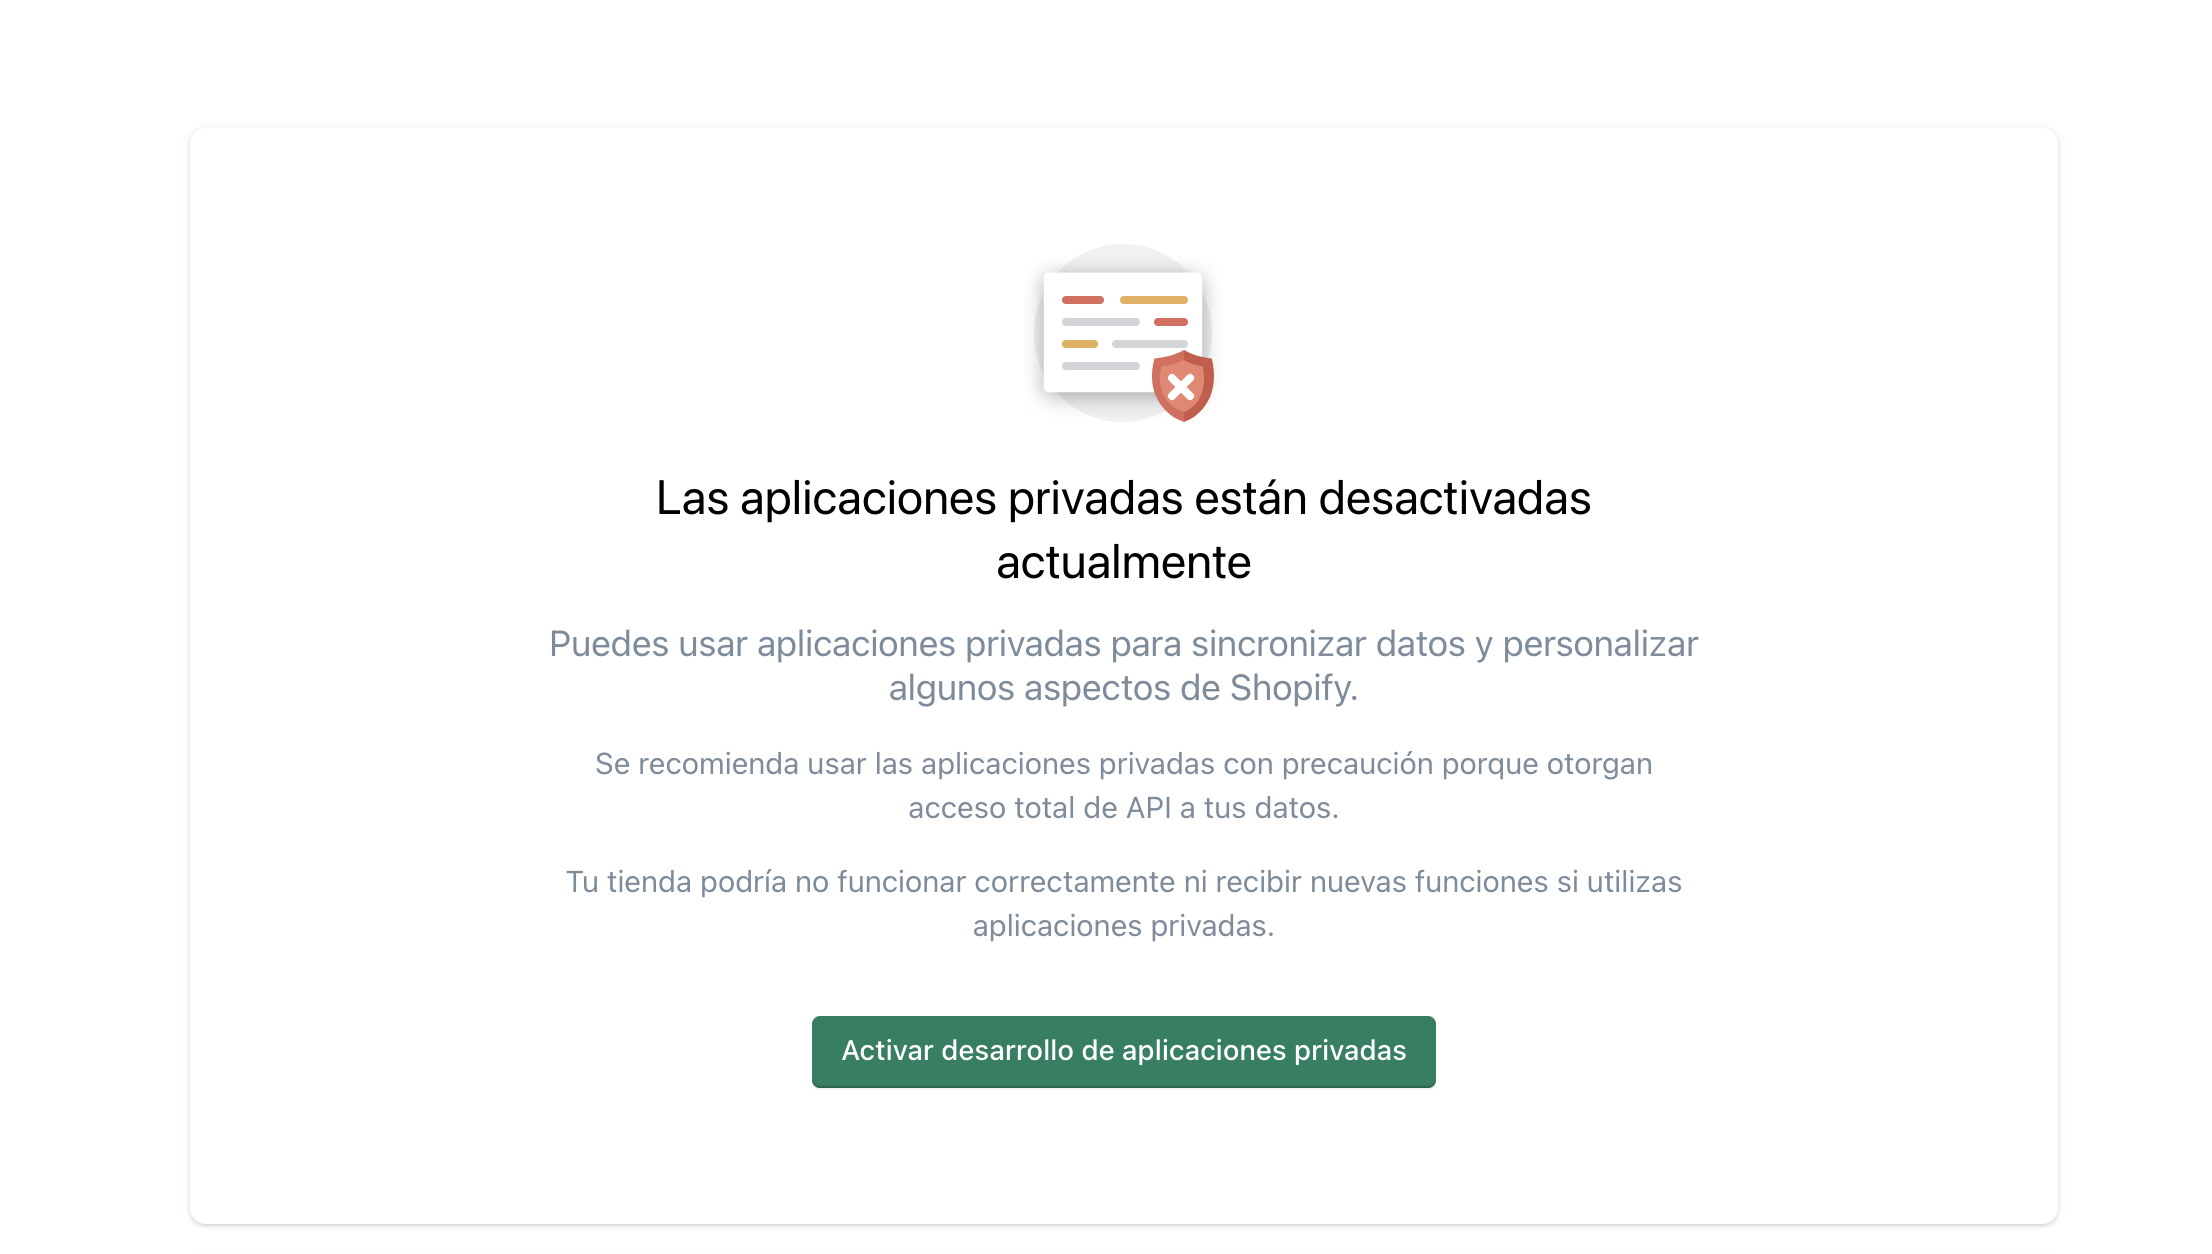 Las aplicaciones privadas están desactivadas
actualmente
Puedes usar aplicaciones privadas para sincronizar datos y personalizar
algunos aspectos de Shopify.
Se recomienda usar las aplicaciones privadas con precaución porque otorgan
acceso total de API a tus datos.
Tu tienda podría no funcionar correctamente ni recibir nuevas funciones si utilizas
aplicaciones privadas.
Activar desarrollo de aplicaciones privadas